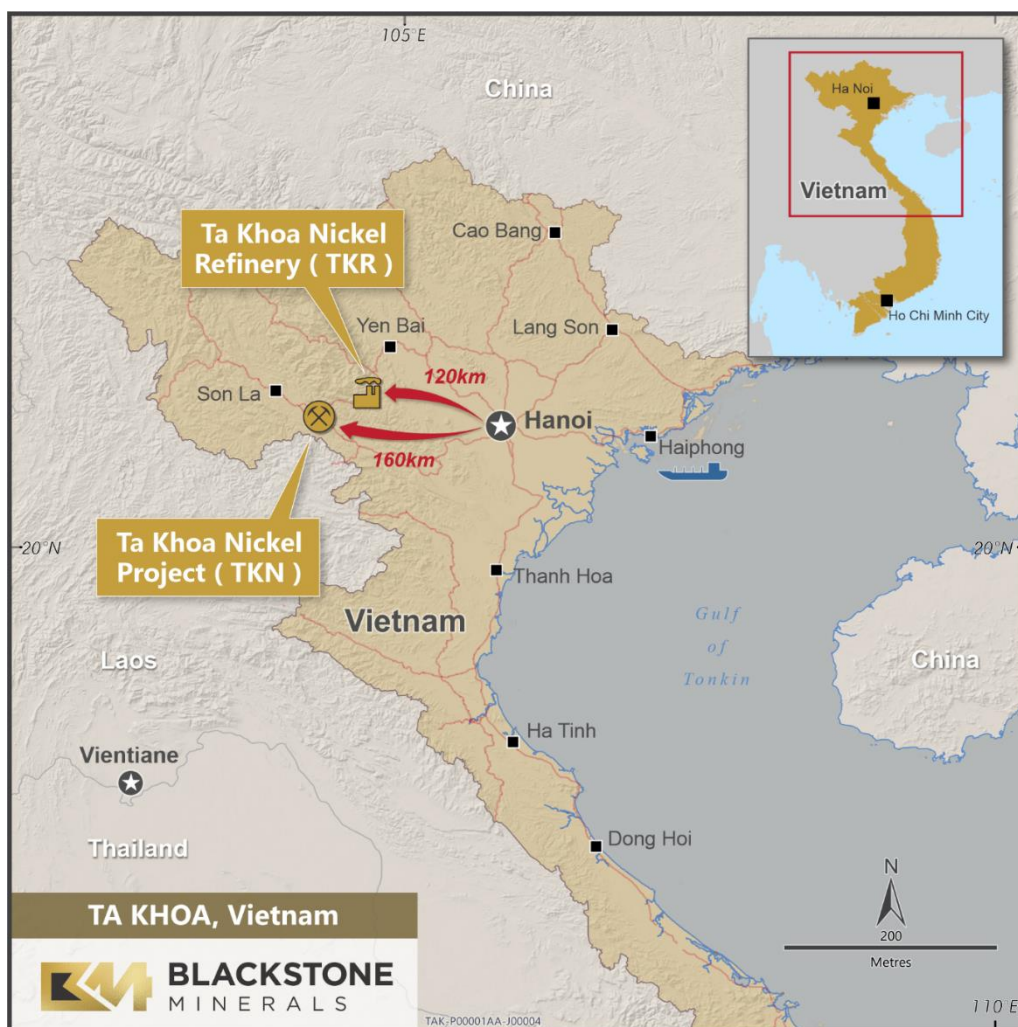 105°E
China
Ha Noi
Vietnam
Ho Chi Minh City
Ta Khoa Nickel
Refinery ( TKR )
Cao Bang
Yen Bai
Lang Son
120km
Son La
Hanoi
160km
Haiphong
Ta Khoa Nickel
Project ( TKN )
20°N
20°N
Thanh Hoa
Vietnam
Gulf
of
Tonkin
Laos
China
Ha Tinh
Vientiane
Dong Hoi
Thailand
N
200
Metres
TA KHOA, Vietnam
BLACKSTONE
MINERALS
TAK-P00001AA-J00004
110°E